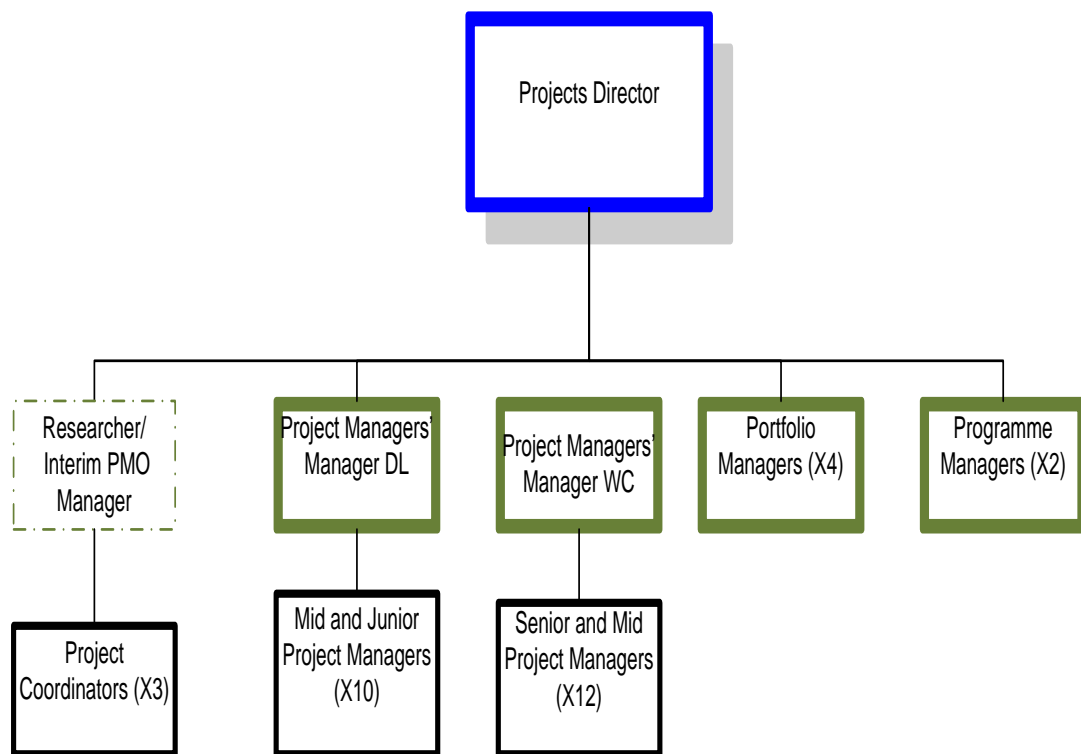 Projects Director
Researcher/
Interim PMO
Manager
Project Managers’
Manager DL
Project Managers’
Manager WC
Portfolio
Managers (X4)
Programme
Managers (X2)
Project
Coordinators (X3)
Mid and Junior
Project Managers
(X10)
Senior and Mid
Project Managers
(X12)